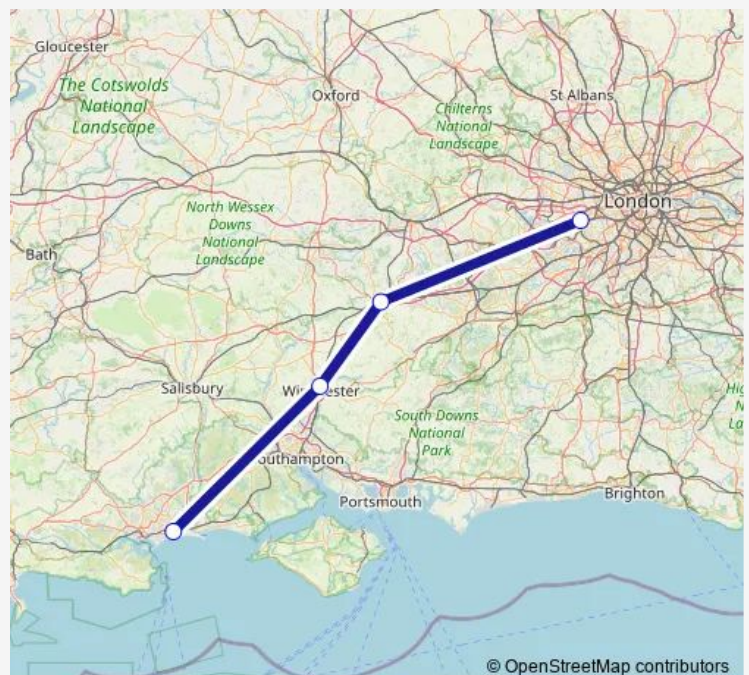 Gloucester
The Cotswolds
National
Landscape
Oxford
St Albans
Chilterns
National
Landscape
London
North Wessex
Downs
National
Landscape
Bath
Salisbury
South Downs
National
Park
Portsmouth
Brighton
© OpenStreetMap contributors